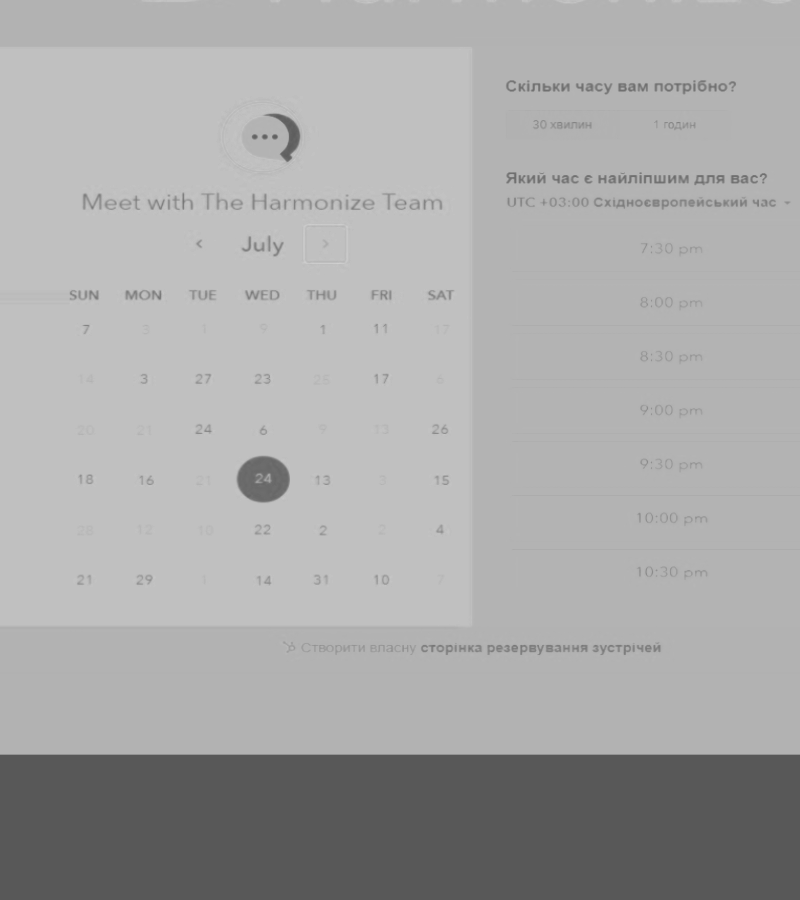 Meet with The Harmonize Team
July
SUN MON TUE WED THU FRI SAT
7 3 1 9 1 11 17
14 3 27 23 28 17 6
20 21 24 6 9 13 26
18 16 21 24 13 3 15
28 12 10 22 2 2 4
21 29 1 14 31 10 7
Скільки часу вам потрібно?
30 хвилин 1 годин
Який час є найліпшим для вас?
UTC +03:00 Східноєвропейський час
7:30 pm
8:00 pm
8:30 pm
9:00 pm
9:30 pm
10:00 pm
10:30 pm
Створити власну сторінка резервування зустрічей